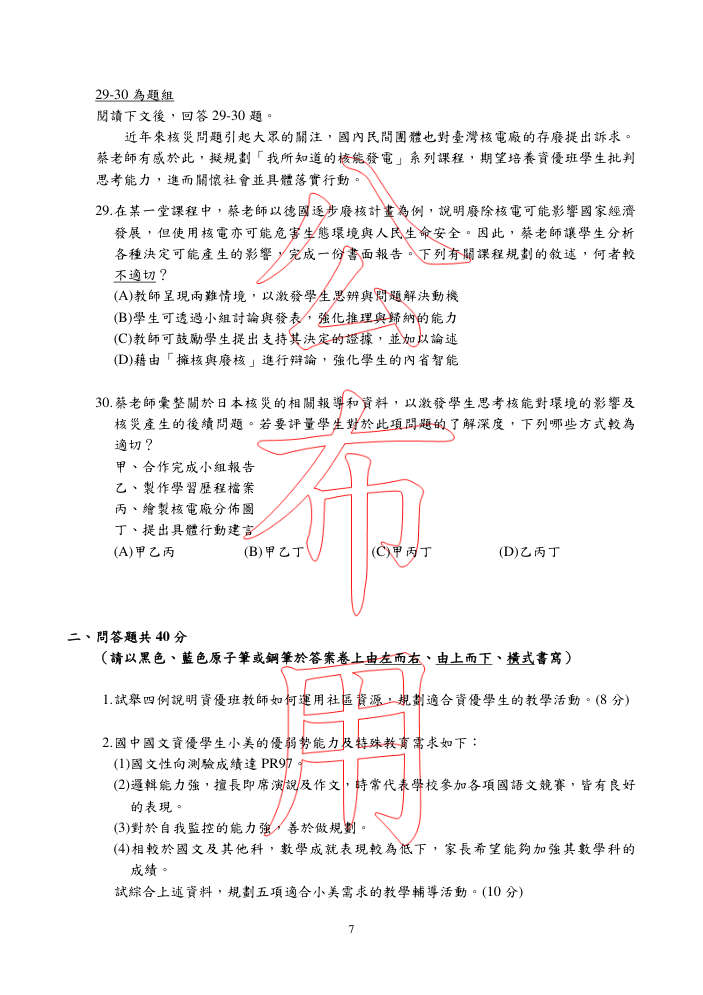 29-30 為題組
閱讀下文後，回答 29-30 題。
近年來核災問題引起大眾的關注，國內民間團體也對臺灣核電廠的存廢提出訴求。
蔡老師有感於此，擬規劃「我所知道的核能發電」系列課程，期望培養資優班學生批判
思考能力，進而關懷社會並具體落實行動。
29.在某一堂課程中，蔡老師以德國逐步廢核計畫為例，說明廢除核電可能影響國家經濟
發展，但使用核電亦可能危害生態環境與人民生命安全。因此，蔡老師讓學生分析
各種決定可能產生的影響，完成一份書面報告。下列有關課程規劃的敘述，何者較
不適切？
(A)教師呈現兩難情境，以激發學生思辨與問題解決動機
(B)學生可透過小組討論與發表，強化推理與歸納的能力
(C)教師可鼓勵學生提出支持其決定的證據，並加以論述
(D)藉由「擁核與廢核」進行辯論，強化學生的內省智能
30.蔡老師彙整關於日本核災的相關報導和資料，以激發學生思考核能對環境的影響及
核災產生的後續問題。若要評量學生對於此項問題的了解深度，下列哪些方式較為
適切？
甲、合作完成小組報告
乙、製作學習歷程檔案
丙、繪製核電廠分佈圖
丁、提出具體行動建言
(A)甲乙丙 (B)甲乙丁 (C)甲丙丁 (D)乙丙丁
二、問答題共 40 分
（請以黑色、藍色原子筆或鋼筆於答案卷上由左而右、由上而下、橫式書寫）
1.試舉四例說明資優班教師如何運用社區資源，規劃適合資優學生的教學活動。(8 分)
2.國中國文資優學生小美的優弱勢能力及特殊教育需求如下：
(1)國文性向測驗成績達 PR97。
(2)邏輯能力強，擅長即席演說及作文，時常代表學校參加各項國語文競賽，皆有良好
的表現。
(3)對於自我監控的能力強，善於做規劃。
(4)相較於國文及其他科，數學成就表現較為低下，家長希望能夠加強其數學科的
成績。
試綜合上述資料，規劃五項適合小美需求的教學輔導活動。(10 分)
7
公布用